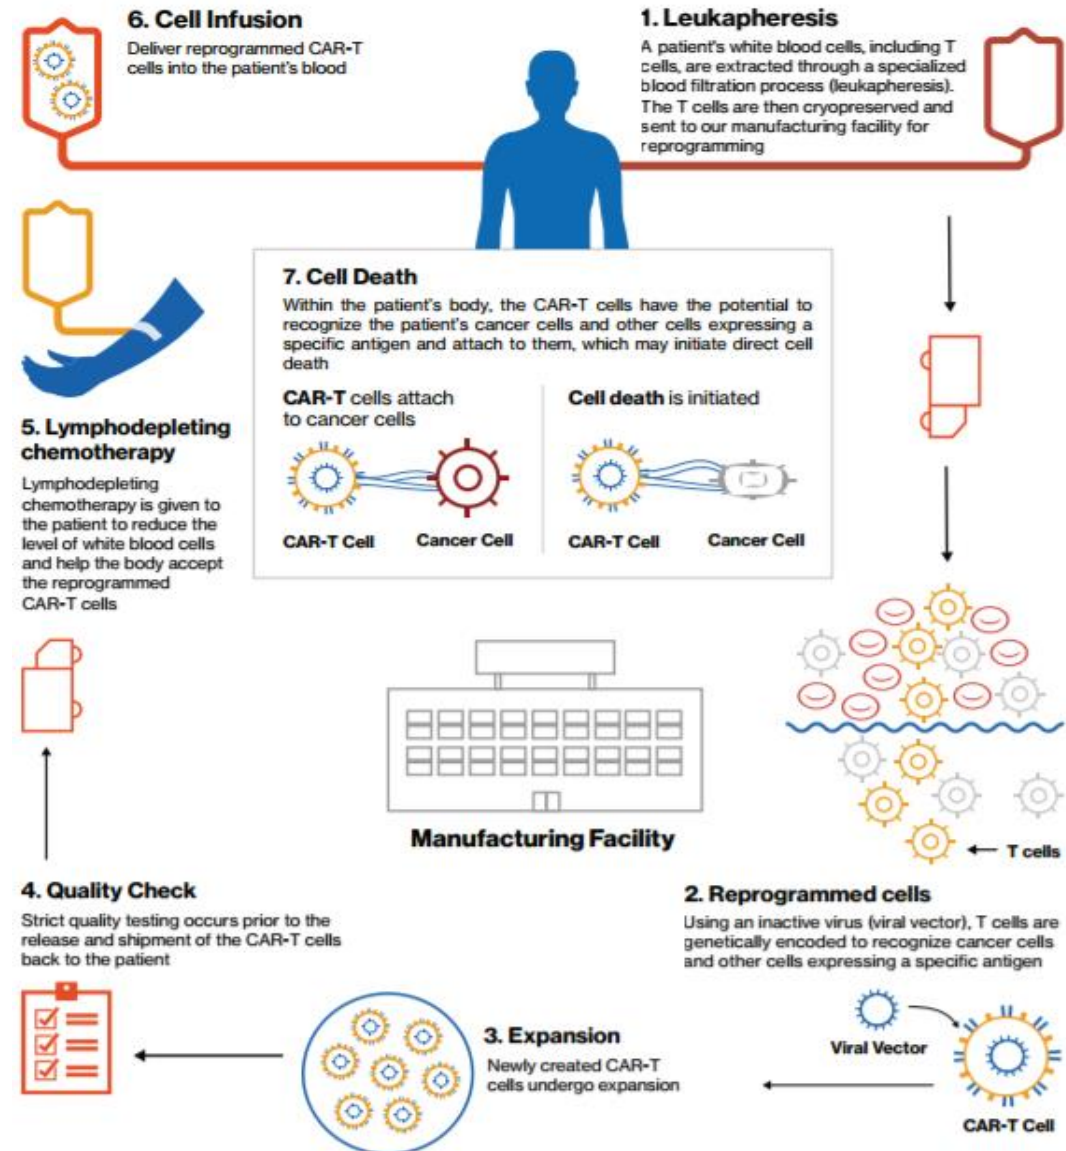 6. Cell Infusion
Deliver reprogrammed CAR-T
cells into the patient's blood
1. Leukapheresis
A patient's white blood cells, including T
cells, are extracted through a specialized
blood filtration process (leukapheresis).
The T cells are then cryopreserved and
sent to our manufacturing facility for
reprogramming
7. Cell Death
Within the patient's body, the CAR-T cells have the potential to
recognize the patient's cancer cells and other cells expressing a
specific antigen and attach to them, which may initiate direct cell
death
CAR-T cells attach
to cancer cells
Cell death is initiated
CAR-T Cell
Cancer Cell
CAR-T Cell
Cancer Cell
5. Lymphodepleting
chemotherapy
Lymphodepleting
chemotherapy is given to
the patient to reduce the
level of white blood cells
and help the body accept
the reprogrammed
CAR-T cells
Manufacturing Facility
T cells
4. Quality Check
Strict quality testing occurs prior to the
release and shipment of the CAR-T cells
back to the patient
2. Reprogrammed cells
Using an inactive virus (viral vector), T cells are
genetically encoded to recognize cancer cells
and other cells expressing a specific antigen
3. Expansion
Newly created CAR-T
cells undergo expansion
Viral Vector
CAR-T Cell